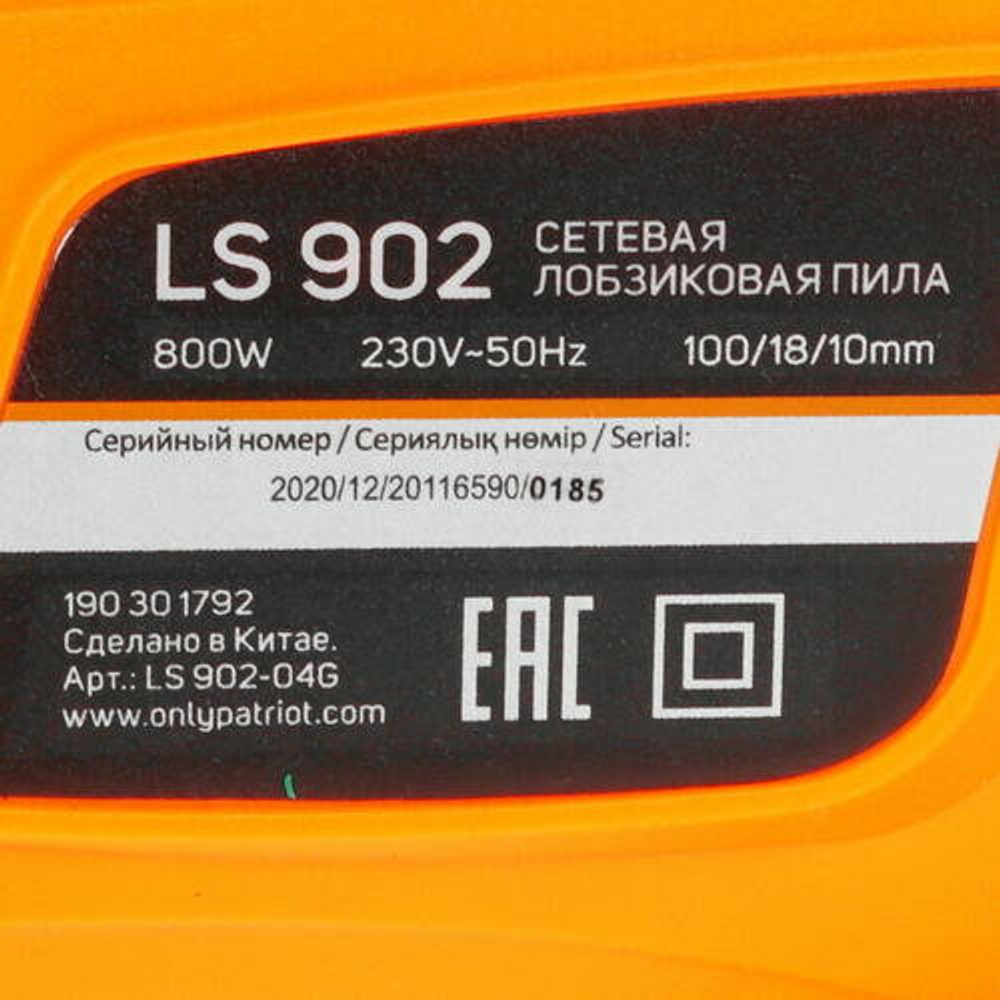 LS 902 СЕТЕВАЯ
ЛОБЗИКОВАЯ ПИЛА
800W 230V~50Hz 100/18/10mm
Серийный номер / Сериялық нөмір / Serial:
2020/12/20116590/0185
190 30 1792
Сделано в Китае.
Арт.: LS 902-04G
www.onlypatriot.com
EAC